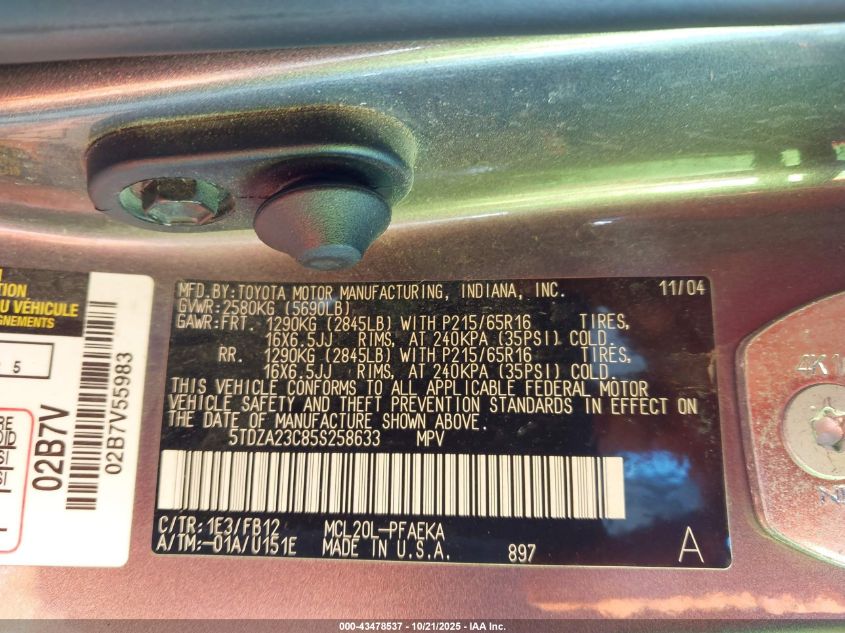 MFD.BY:TOYOTA MOTOR MANUFACTURING, INDIANA, INC. 11/04
GVWR:2580KG (5690LB)
GAWR:FRT. 1290KG (2845LB) WITH P215/65R16 TIRES,
16X6.5JJ RIMS, AT 240KPA (35PSI) COLD.
RR. 1290KG (2845LB) WITH P215/65R16 TIRES,
16X6.5JJ RIMS, AT 240KPA (35PSI) COLD.
THIS VEHICLE CONFORMS TO ALL APPLICABLE FEDERAL MOTOR
VEHICLE SAFETY AND THEFT PREVENTION STANDARDS IN EFFECT ON
THE DATE OF MANUFACTURE SHOWN ABOVE.
5TDZA23C85S258633 MPV
C/TR:1E3/FB12 MCL20L-PFAEKA
A/TM:-01A/U151E MADE IN U.S.A. 897 A
TION
U VÉHICULE
GNEMENTS
5
02B7V
02B7V55983
000-43478537 - 10/21/2025 - IAA Inc.